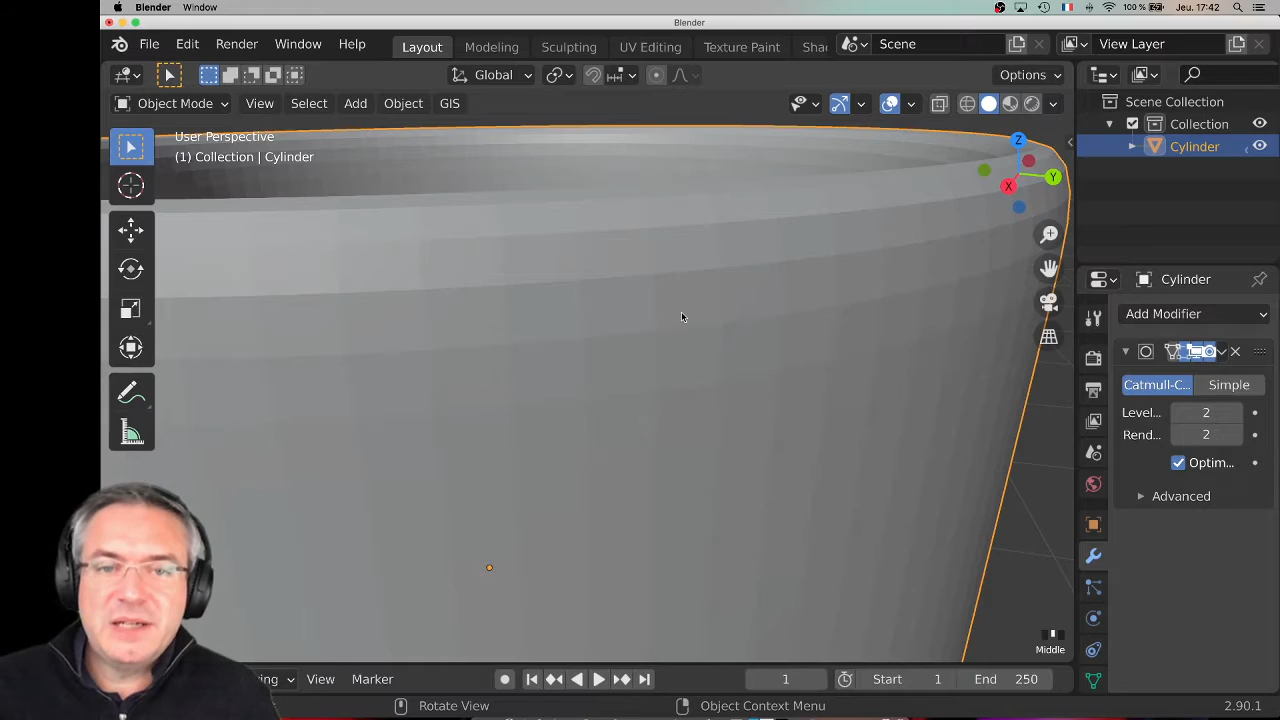 Blender Window 100 % Jeu. 17:42
Blender
File Edit Render Window Help Layout Modeling Sculpting UV Editing Texture Paint Sha Scene View Layer
Global Options
Object Mode View Select Add Object GIS
Scene Collection
Collection
Cylinder
User Perspective
(1) Collection | Cylinder
Z
Y
X
Cylinder
Add Modifier
Catmull-C... Simple
Level... 2
Rend... 2
Optim...
Advanced
Middle
ing View Marker 1 Start 1 End 250
Rotate View Object Context Menu 2.90.1